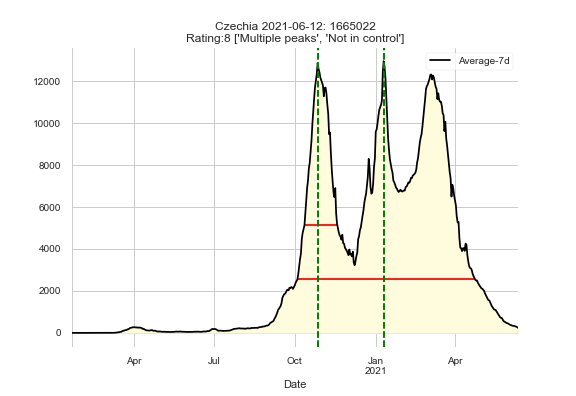 Czechia 2021-06-12: 1665022
Rating:8 ['Multiple peaks', 'Not in control']
Average-7d
12000
10000
8000
6000
4000
2000
0
Apr
Jul
Oct
Jan
2021
Apr
Date